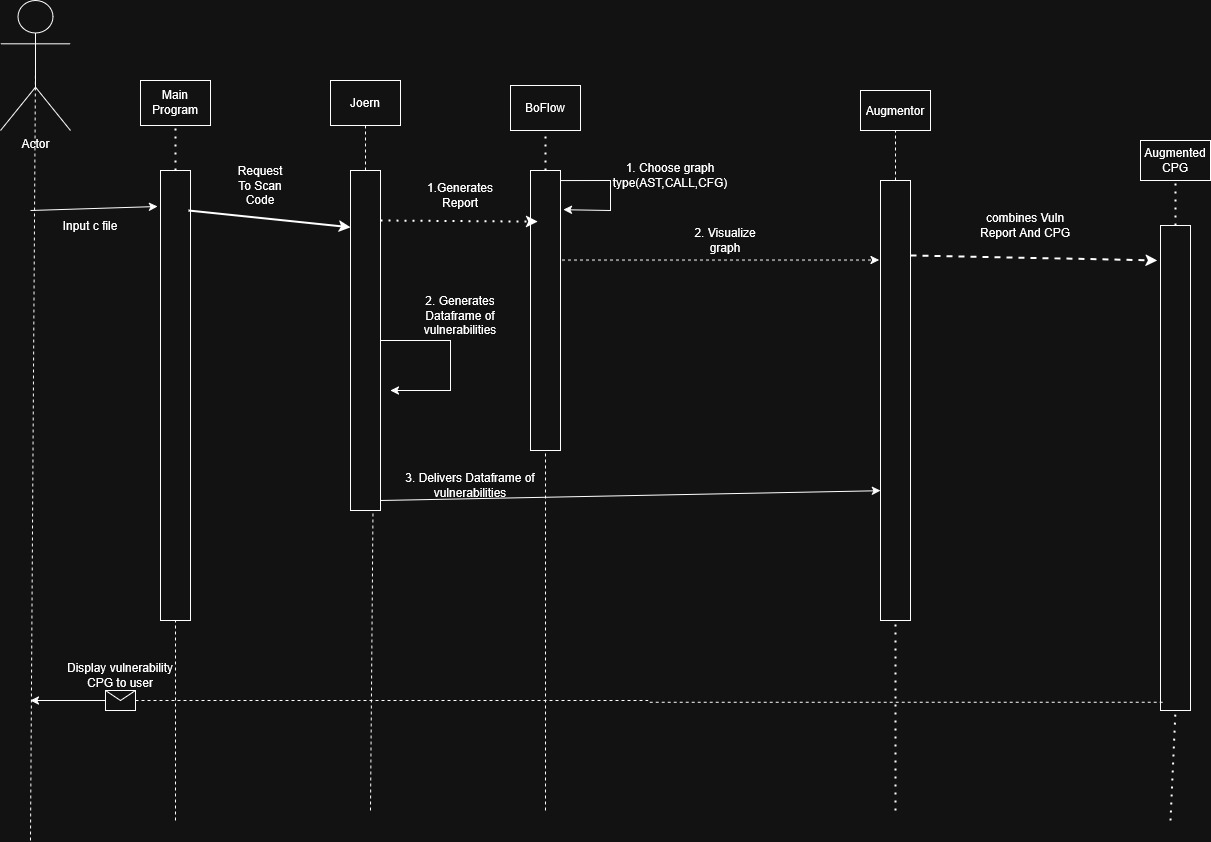 Actor
Main
Program
Joern
BoFlow
Augmentor
Augmented
CPG
Input c file
Request
To Scan
Code
1.Generates
Report
1. Choose graph
type(AST,CALL,CFG)
2. Visualize
graph
combines Vuln
Report And CPG
2. Generates
Dataframe of
vulnerabilities
3. Delivers Dataframe of
vulnerabilities
Display vulnerability
CPG to user